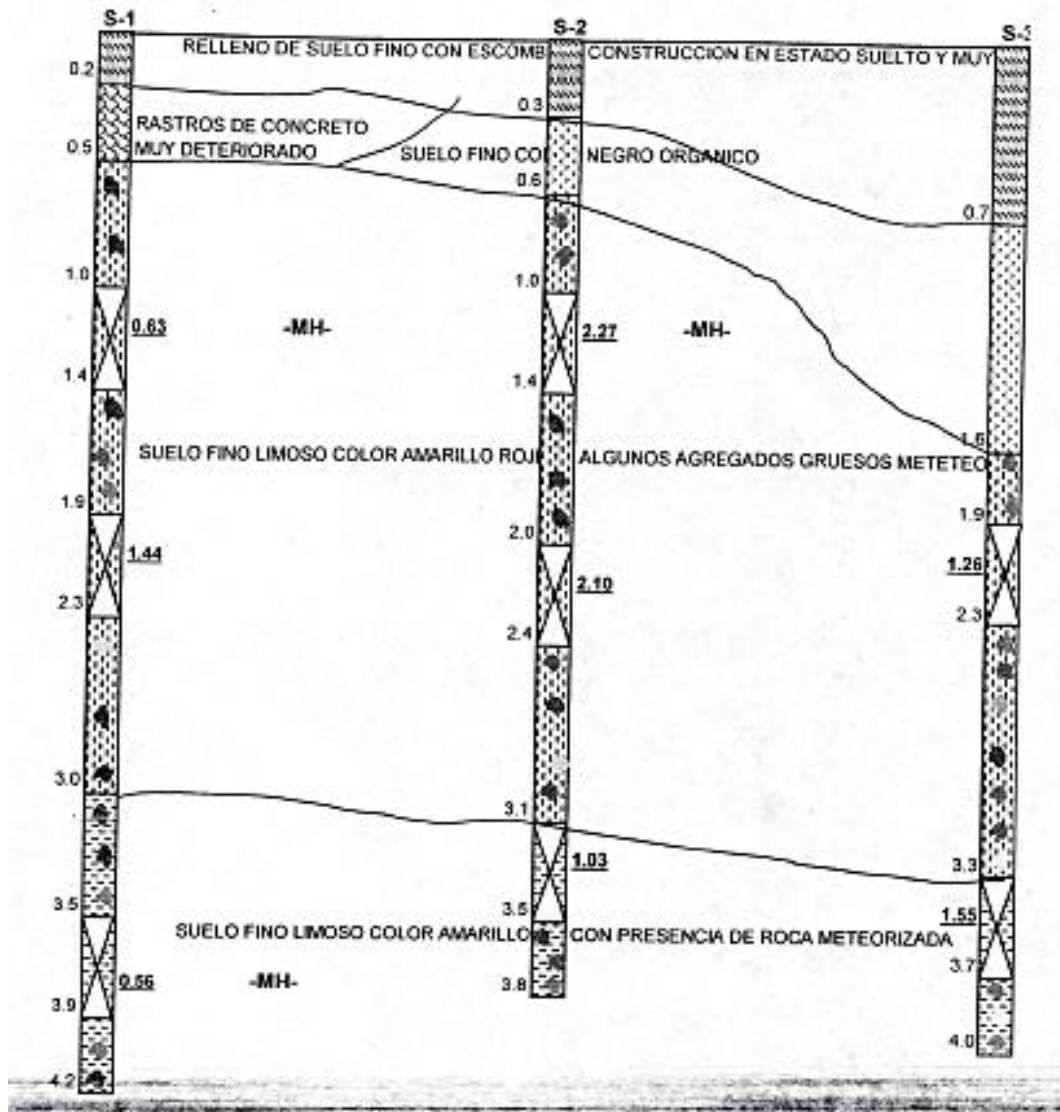 S-1
S-2
S-3
RELLENO DE SUELO FINO CON ESCOMB CONSTRUCCION EN ESTADO SUELTO Y MUY
0.2
0.3
RASTROS DE CONCRETO
MUY DETERIORADO
0.5
SUELO FINO CO NEGRO ORGANICO
0.6
0.7
1.0
1.0
0.63
-MH-
2.27
-MH-
1.4
1.4
SUELO FINO LIMOSO COLOR AMARILLO ROJI ALGUNOS AGREGADOS GRUESOS METETEO
1.6
1.9
1.9
2.0
1.44
2.10
1.26
2.3
2.3
2.4
3.0
3.1
3.3
1.03
3.5
3.5
1.55
SUELO FINO LIMOSO COLOR AMARILLO CON PRESENCIA DE ROCA METEORIZADA
0.56
-MH-
3.7
3.8
3.9
4.0
4.2